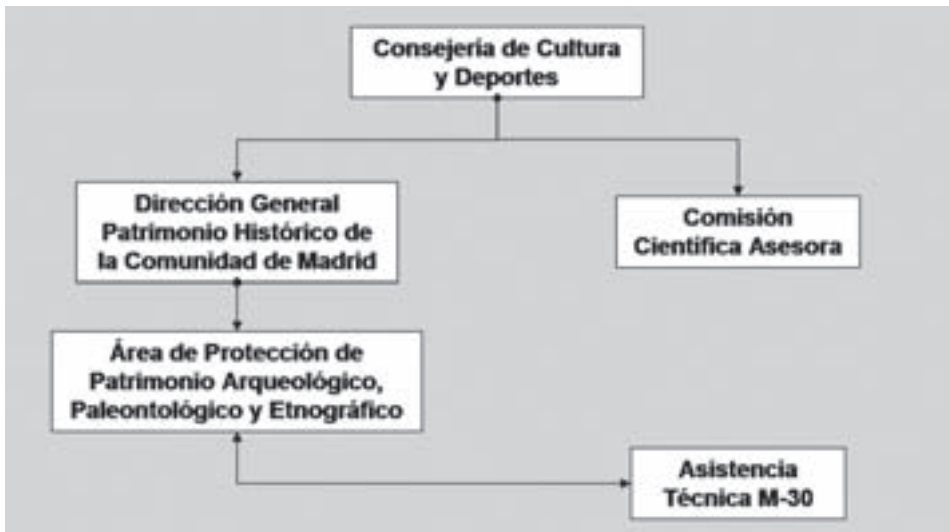 Consejería de Cultura
y Deportes
Dirección General
Patrimonio Histórico de
la Comunidad de Madrid
Comisión
Científica Asesora
Área de Protección de
Patrimonio Arqueológico,
Paleontológico y Etnográfico
Asistencia
Técnica M-30